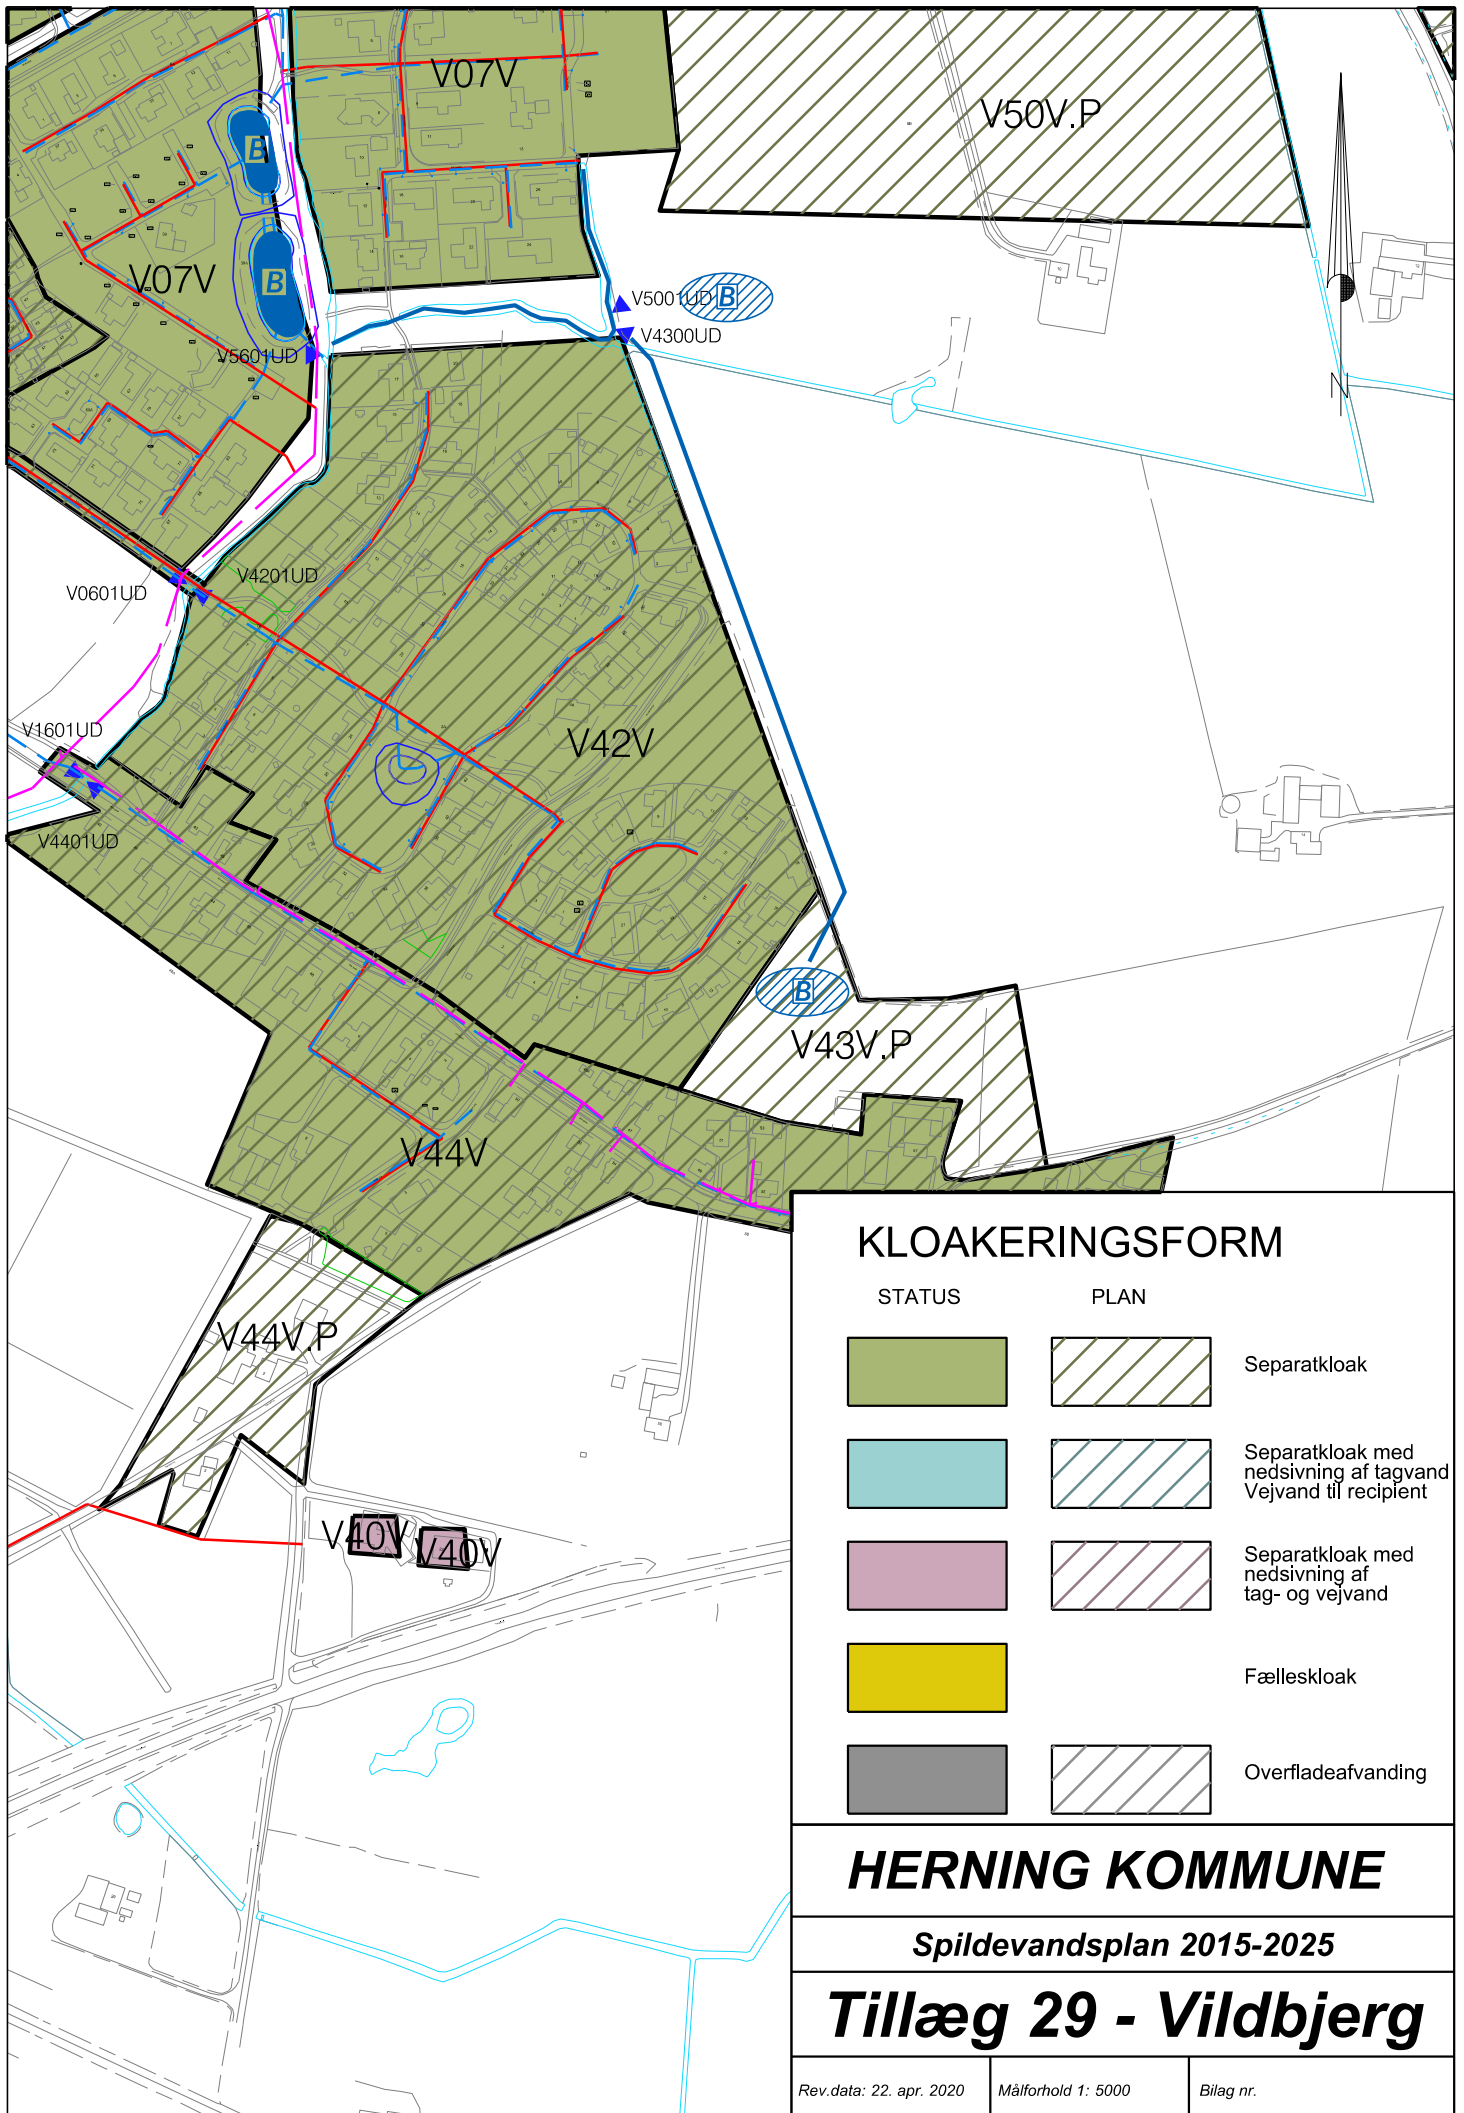 V07V
V50V.P
B
V07V
B
V5001UD
B
V4300UD
V5601UD
N
V4201UD
V0601UD
V1601UD
V42V
V4401UD
B
V43V.P
V44V
V44V.P
V40V
V40V
KLOAKERINGSFORM
STATUS PLAN
Separatkloak
Separatkloak med
nedsivning af tagvand
Vejvand til recipient
Separatkloak med
nedsivning af
tag- og vejvand
Fælleskloak
Overfladeafvanding
HERNING KOMMUNE
Spildevandsplan 2015-2025
Tillæg 29 - Vildbjerg
Rev.data: 22. apr. 2020 Målforhold 1: 5000 Bilag nr.